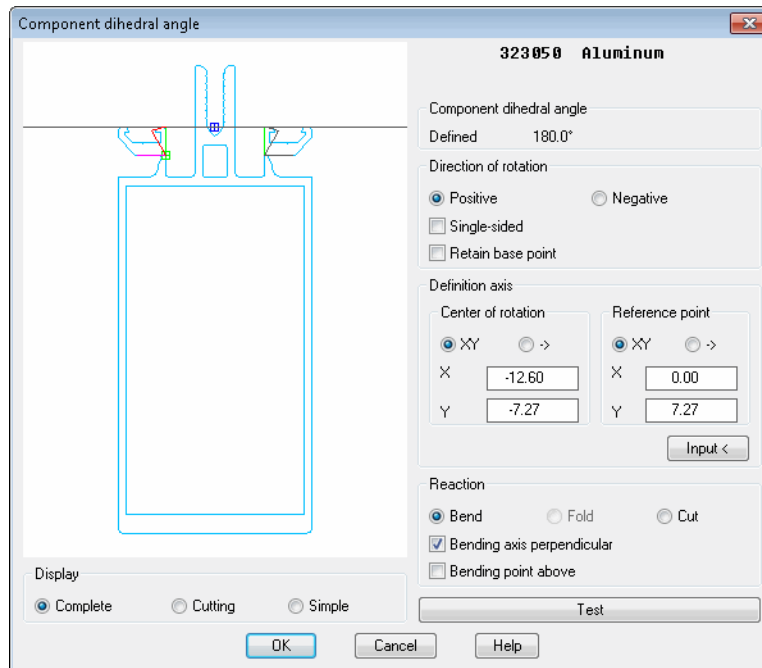 Component dihedral angle
323050 Aluminum
Component dihedral angle
Defined 180.0°
Direction of rotation
Positive Negative
Single-sided
Retain base point
Definition axis
Center of rotation Reference point
XY -> XY ->
X -12.60 X 0.00
Y -7.27 Y 7.27
Input <
Reaction
Bend Fold Cut
Bending axis perpendicular
Bending point above
Display
Complete Cutting Simple
Test
OK Cancel Help